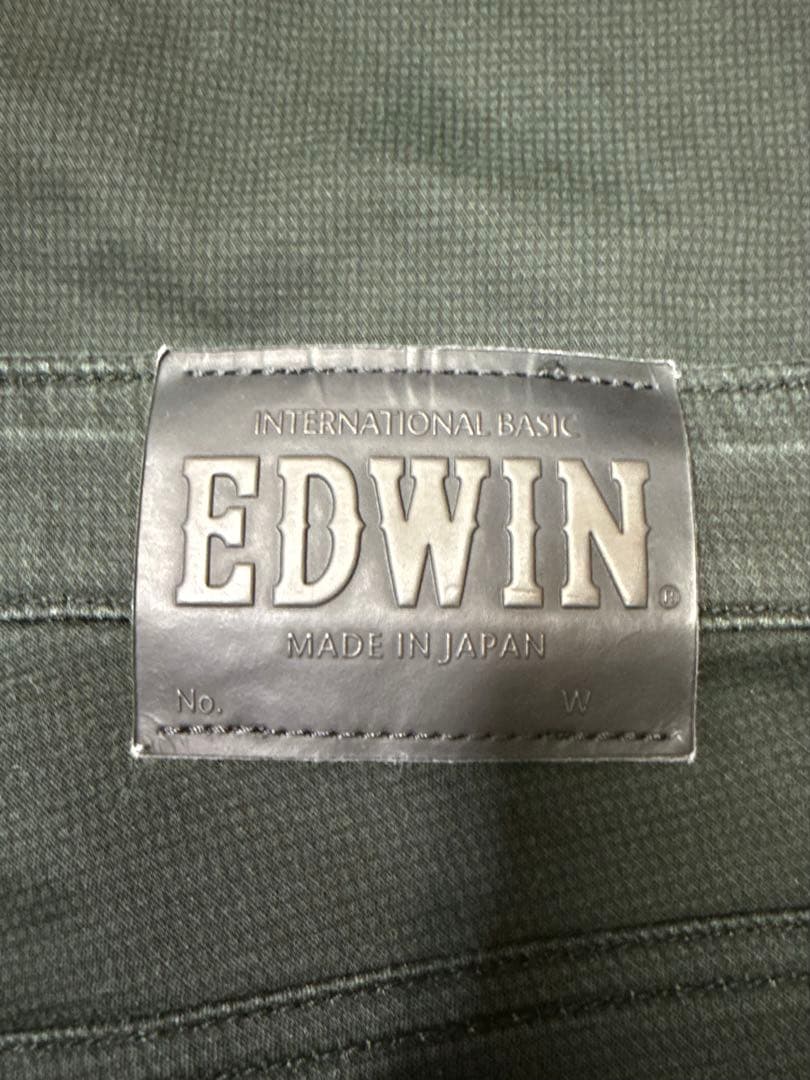 INTERNATIONAL BASIC
EDWIN®
MADE IN JAPAN
No. W